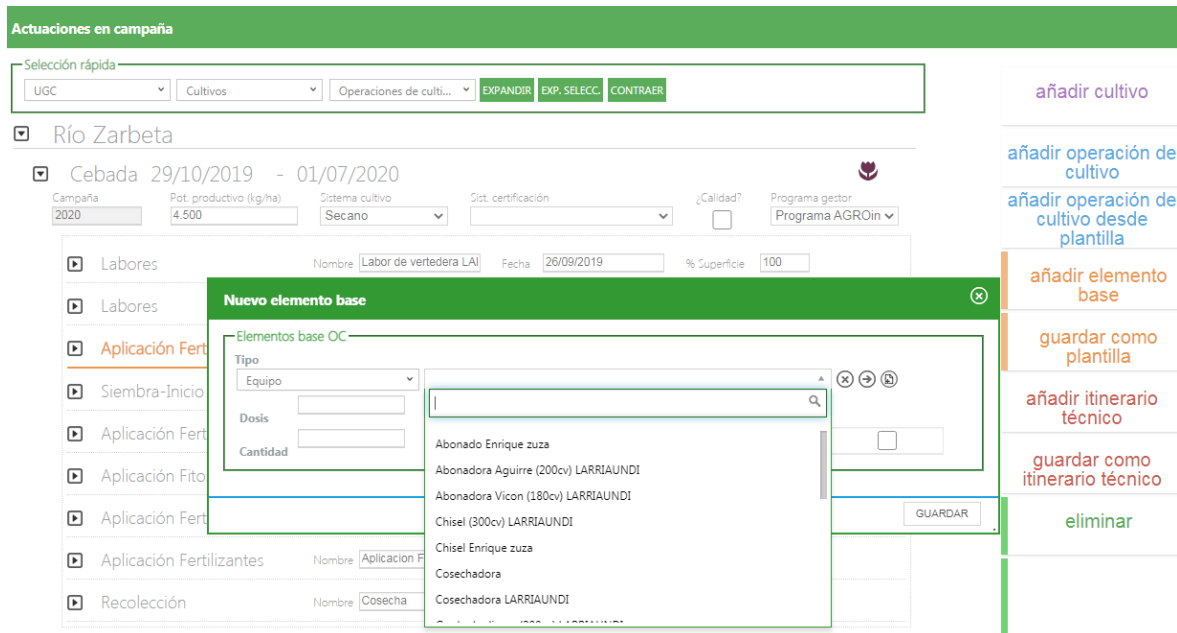 Actuaciones en campaña
Selección rápida
UGC Cultivos Operaciones de culti... EXPANDIR EXP. SELECC. CONTRAER
Río Zarbeta
Cebada 29/10/2019 - 01/07/2020
Campaña Pot. productivo (kg/ha) Sistema cultivo Sist. certificación ¿Calidad? Programa gestor
2020 4.500 Secano Programa AGROin
Labores Nombre Labor de vertedera LAI Fecha 26/09/2019 % Superficie 100
Labores
Aplicación Fert
Siembra-Inicio
Aplicación Fert
Aplicación Fito
Aplicación Fert
Aplicación Fertilizantes Nombre Aplicacion F
Recolección Nombre Cosecha
Nuevo elemento base
Elementos base OC
Tipo
Equipo
Dosis
Cantidad
Abonado Enrique zuza
Abonadora Aguirre (200cv) LARRIAUNDI
Abonadora Vicon (180cv) LARRIAUNDI
Chisel (300cv) LARRIAUNDI
Chisel Enrique zuza
Cosechadora
Cosechadora LARRIAUNDI
GUARDAR
añadir cultivo
añadir operación de
cultivo
añadir operación de
cultivo desde
plantilla
añadir elemento
base
guardar como
plantilla
añadir itinerario
técnico
guardar como
itinerario técnico
eliminar